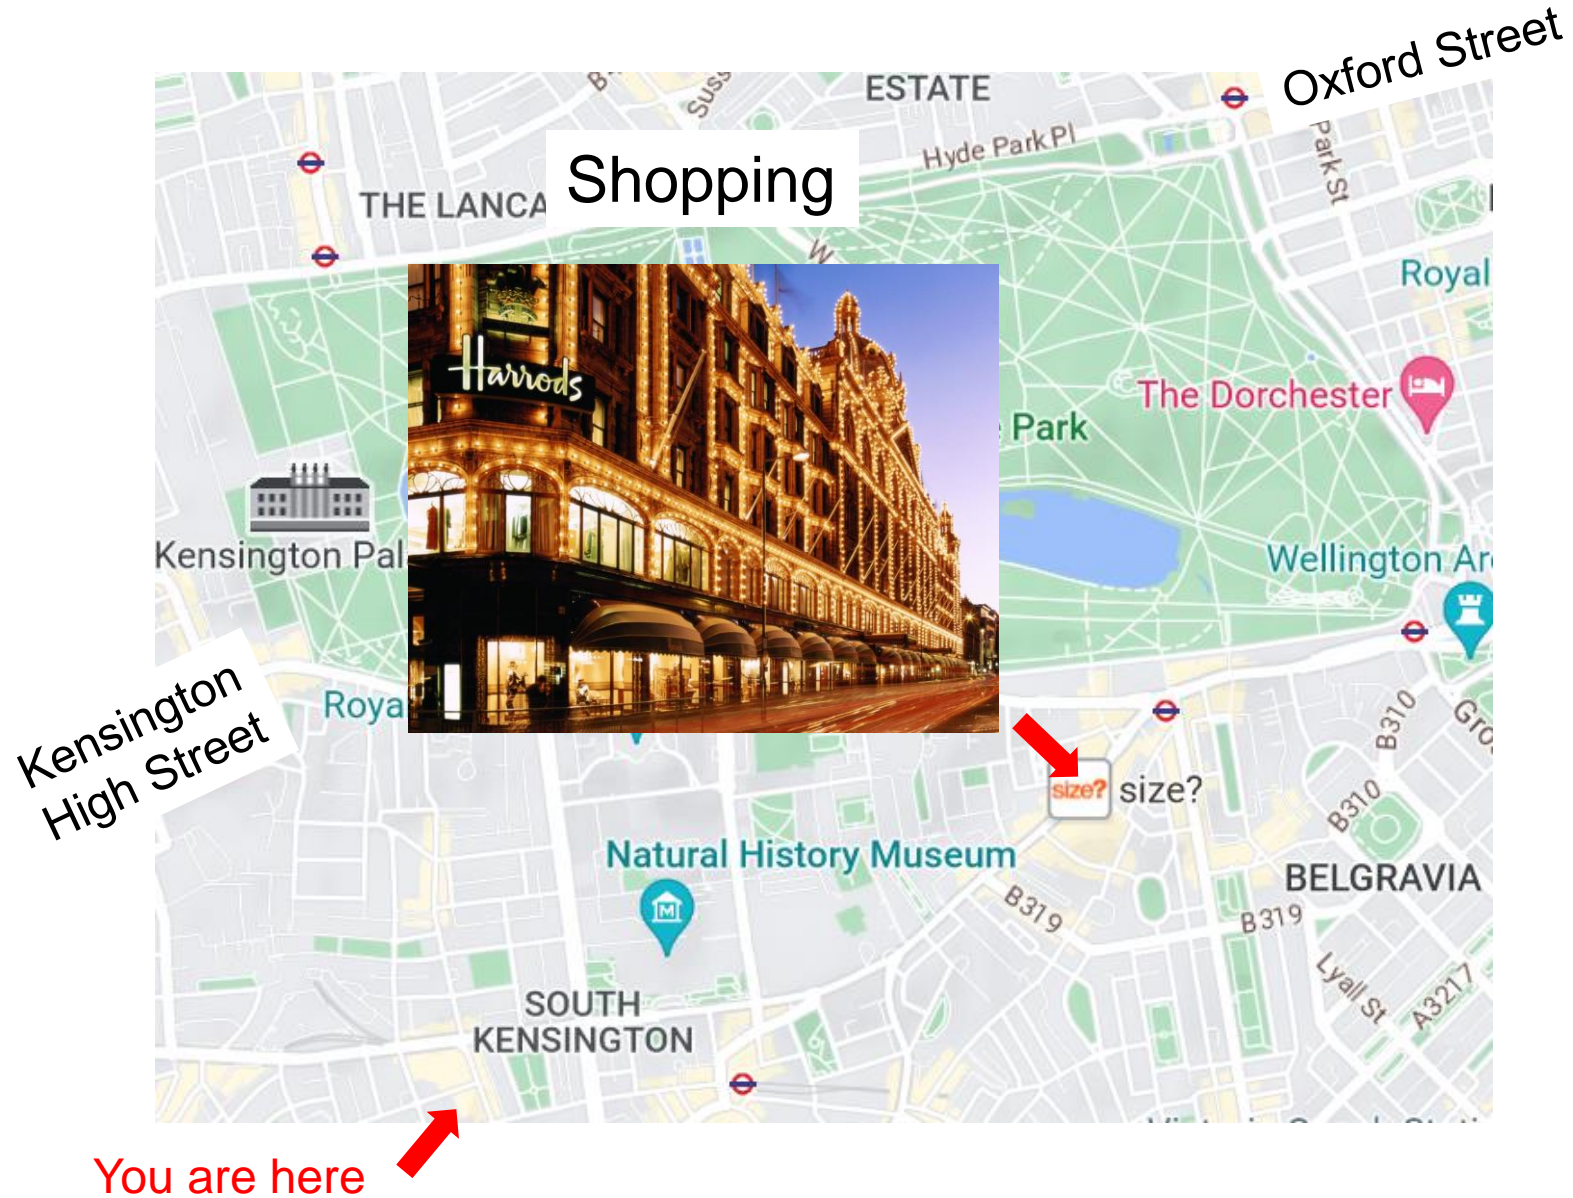 Oxford Street
ESTATE
Hyde Park Pl
Park St
Shopping
THE LANCA
W
Royal
Harrods
The Dorchester
Park
Kensington Pal
Wellington Ar
Kensington
High Street
Roya
B310
Gro
size? size?
B310
Natural History Museum
BELGRAVIA
B319
B319
Lyall St
A3217
SOUTH
KENSINGTON
You are here